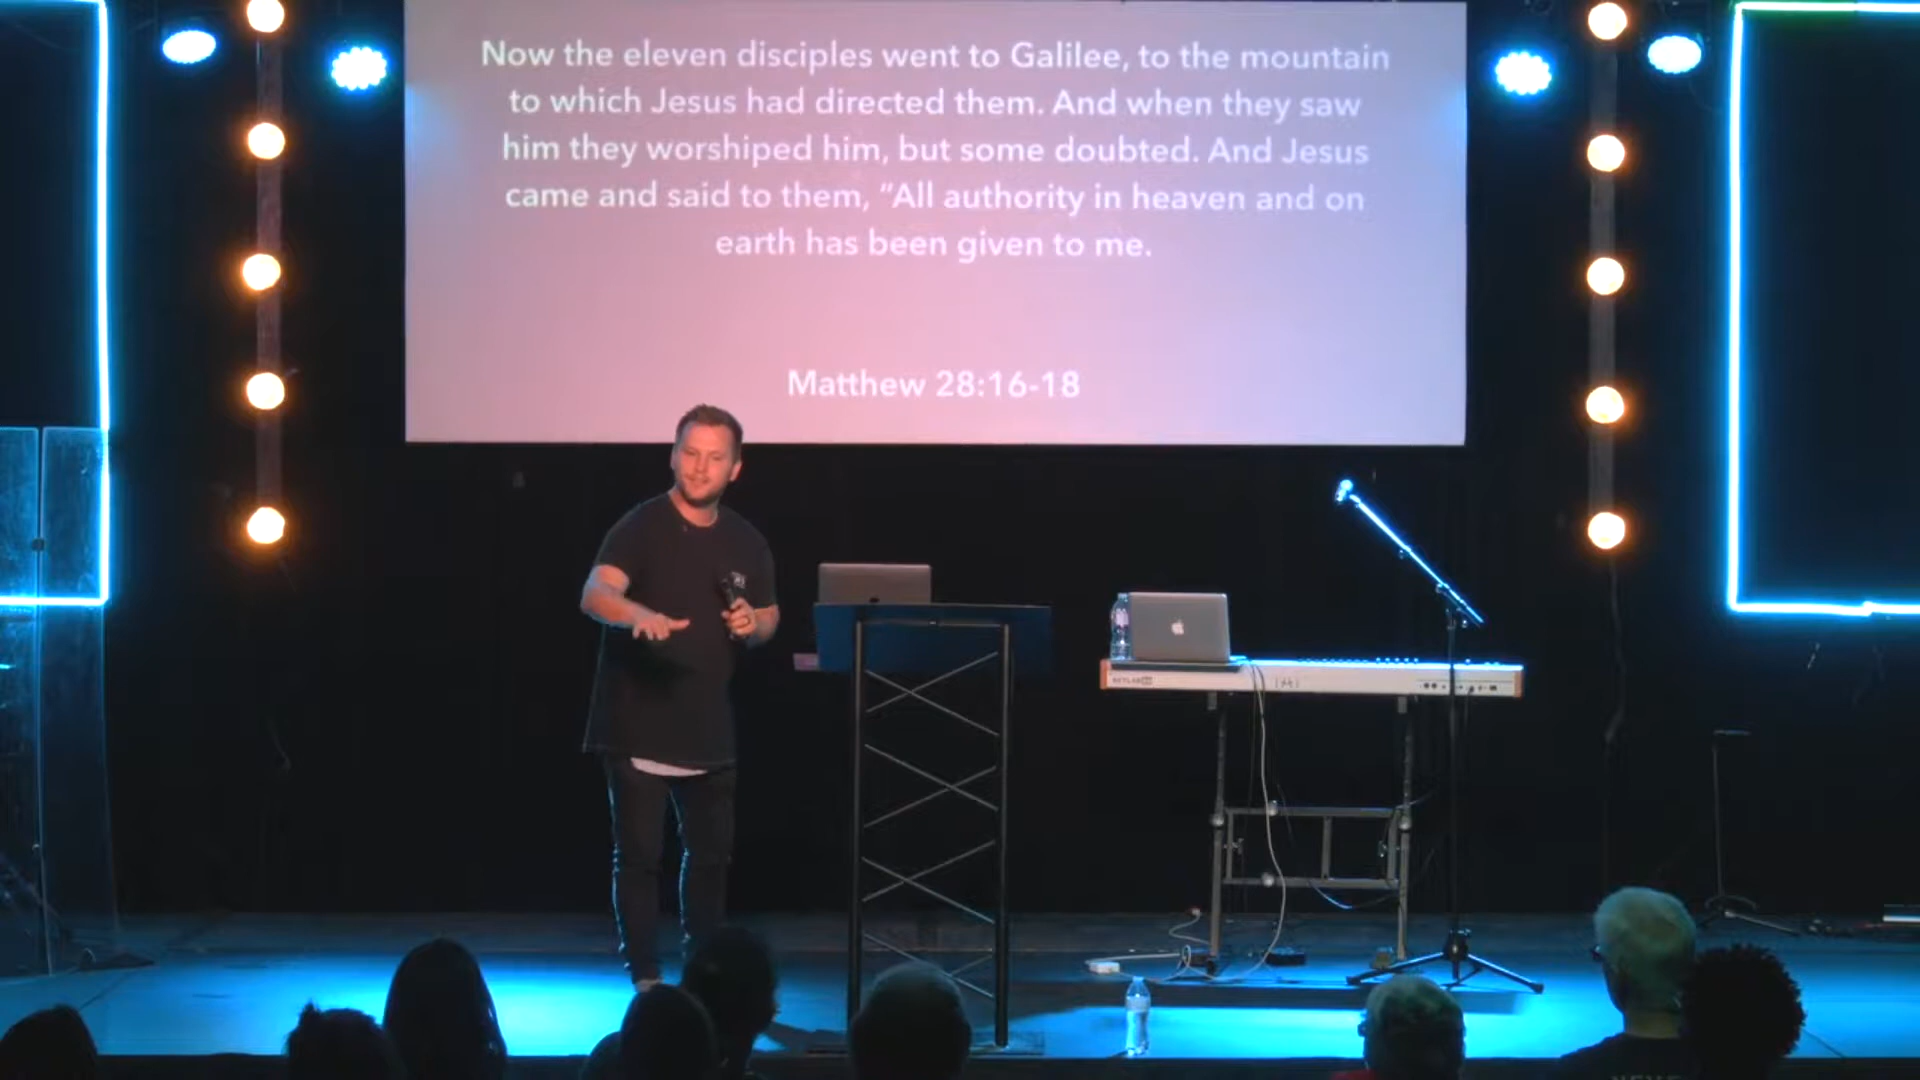 Now the eleven disciples went to Galilee, to the mountain
to which Jesus had directed them. And when they saw
him they worshiped him, but some doubted. And Jesus
came and said to them, “All authority in heaven and on
earth has been given to me.
Matthew 28:16-18